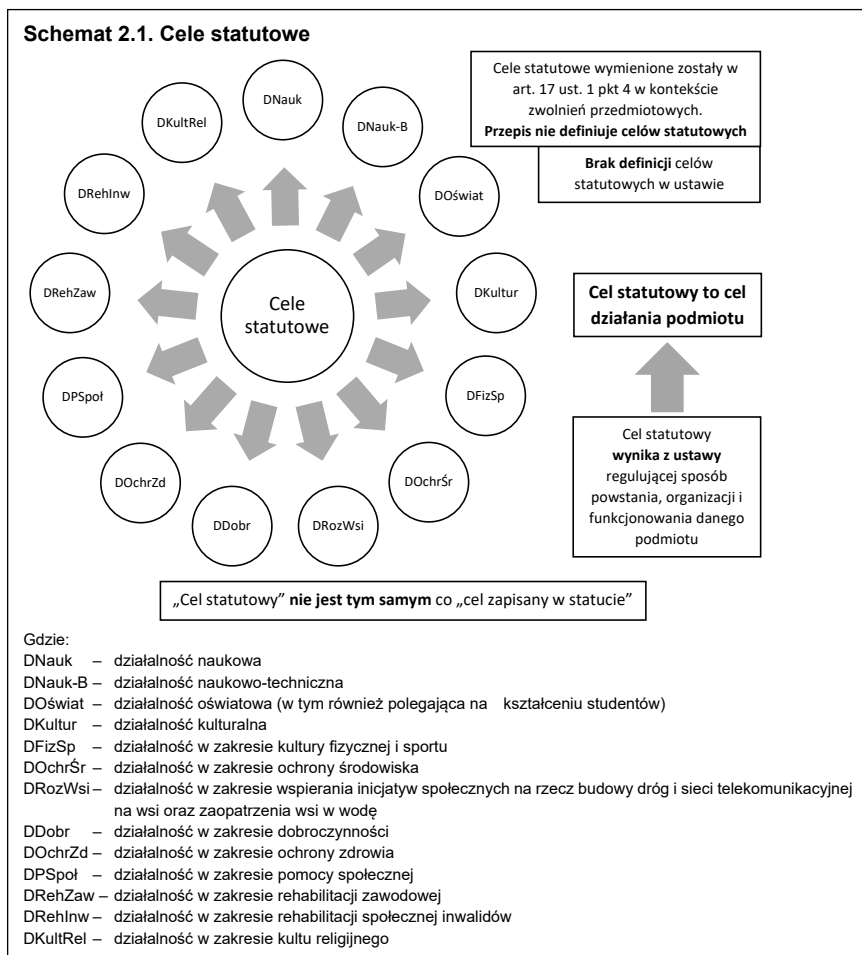 Schemat 2.1. Cele statutowe
DNauk
DNauk-B
DOświat
DKultur
DFizSp
DOchrŚr
DRozWsi
DDobr
DOchrZd
DPSpoł
DRehZaw
DRehInw
DKultRel
Cele
statutowe
Cele statutowe wymienione zostały w
art. 17 ust. 1 pkt 4 w kontekście
zwolnień przedmiotowych.
Przepis nie definiuje celów statutowych
Brak definicji celów
statutowych w ustawie
Cel statutowy to cel
działania podmiotu
Cel statutowy
wynika z ustawy
regulującej sposób
powstania, organizacji i
funkcjonowania danego
podmiotu
„Cel statutowy” nie jest tym samym co „cel zapisany w statucie”
Gdzie:
DNauk – działalność naukowa
DNauk-B – działalność naukowo-techniczna
DOświat – działalność oświatowa (w tym również polegająca na kształceniu studentów)
DKultur – działalność kulturalna
DFizSp – działalność w zakresie kultury fizycznej i sportu
DOchrŚr – działalność w zakresie ochrony środowiska
DRozWsi – działalność w zakresie wspierania inicjatyw społecznych na rzecz budowy dróg i sieci telekomunikacyjnej
na wsi oraz zaopatrzenia wsi w wodę
DDobr – działalność w zakresie dobroczynności
DOchrZd – działalność w zakresie ochrony zdrowia
DPSpoł – działalność w zakresie pomocy społecznej
DRehZaw – działalność w zakresie rehabilitacji zawodowej
DRehInw – działalność w zakresie rehabilitacji społecznej inwalidów
DKultRel – działalność w zakresie kultu religijnego